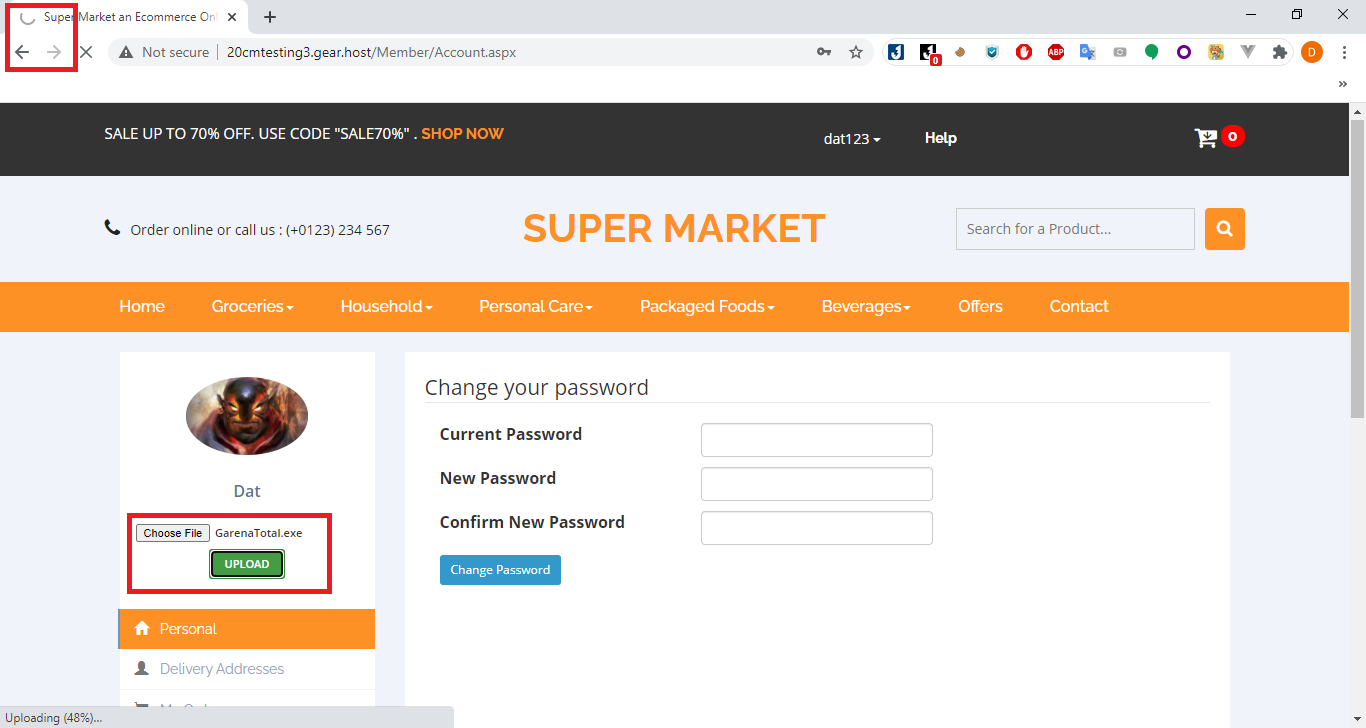 Super Market an Ecommerce Onl
Not secure 20cmtesting3.gear.host/Member/Account.aspx
ABP
0
D
»
SALE UP TO 70% OFF. USE CODE "SALE70%" . SHOP NOW
dat123
Help
0
Order online or call us : (+0123) 234 567
SUPER MARKET
Search for a Product...
Home Groceries Household Personal Care Packaged Foods Beverages Offers Contact
Dat
Choose File GarenaTotal.exe
UPLOAD
Personal
Delivery Addresses
Change your password
Current Password
New Password
Confirm New Password
Change Password
Uploading (48%)...